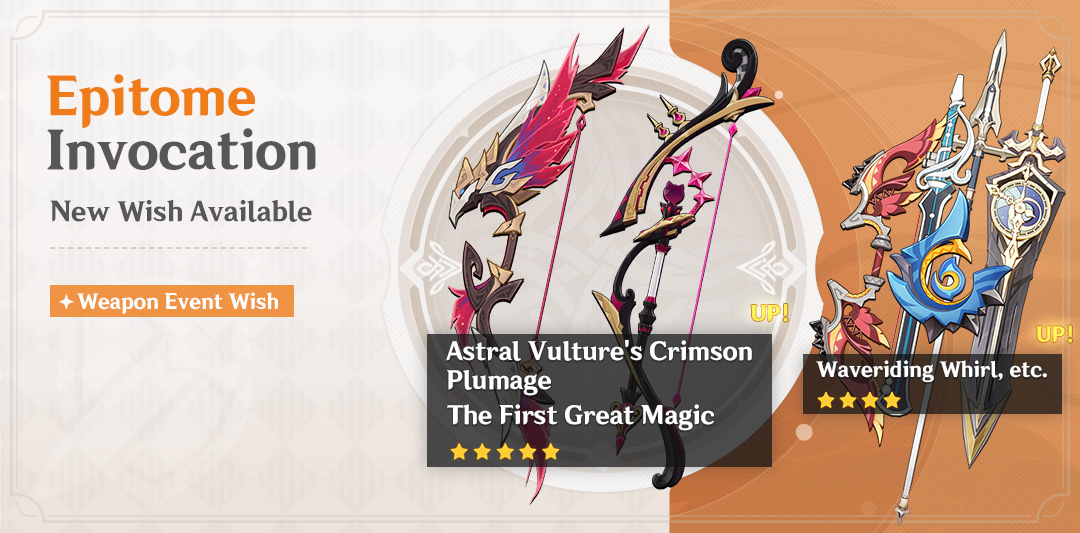 Epitome
Invocation
New Wish Available
Weapon Event Wish
UP!
Astral Vulture's Crimson
Plumage
The First Great Magic
UP!
Waveriding Whirl, etc.